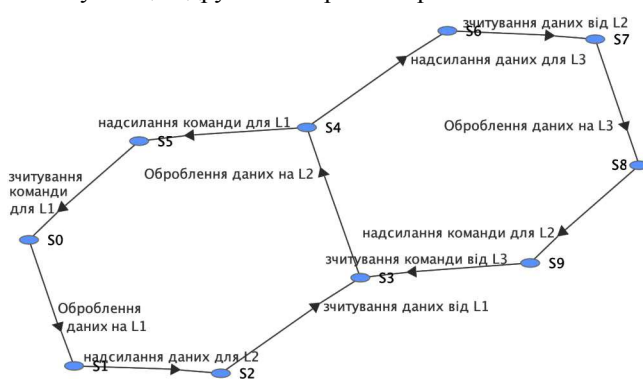 зчитування даних від L2
S6
S7
надсилання даних для L3
надсилання команди для L1
S4
Оброблення даних на L3
S5
S8
Оброблення даних на L2
зчитування
команди
для L1
надсилання команди для L2
S0
зчитування команди від L3
S9
S3
Оброблення
даних на L1
зчитування даних від L1
надсилання даних для L2
S1
S2